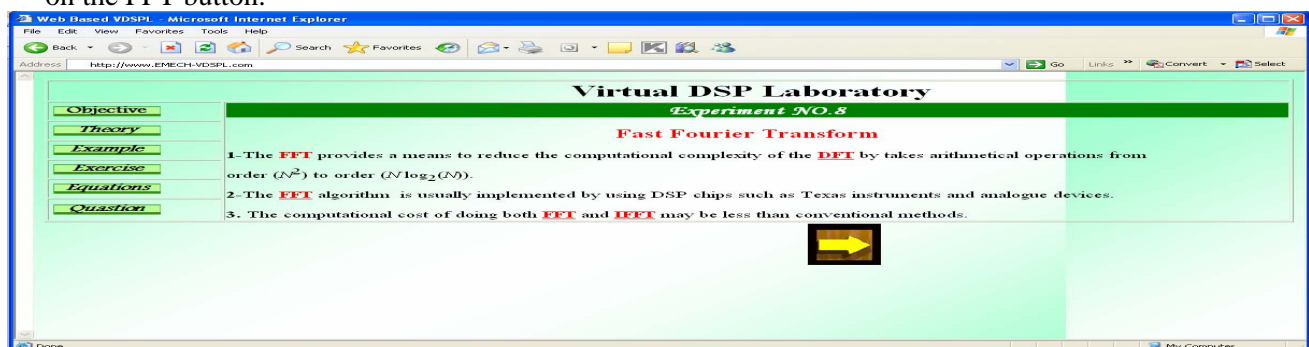 on the FFT button.
Web Based VDSPL - Microsoft Internet Explorer
File Edit View Favorites Tools Help
Back Search Favorites
Address http://www.EMECH-VDSPL.com Go Links » Convert Select
Virtual DSP Laboratory
Objective
Experiment NO.8
Theory
Fast Fourier Transform
Example
1-The FFT provides a means to reduce the computational complexity of the DFT by takes arithmetical operations from
Exercise
order (N²) to order (N log₂(N)).
Equations
2-The FFT algorithm is usually implemented by using DSP chips such as Texas instruments and analogue devices.
Quastion
3. The computational cost of doing both FFT and IFFT may be less than conventional methods.
Done My Computer